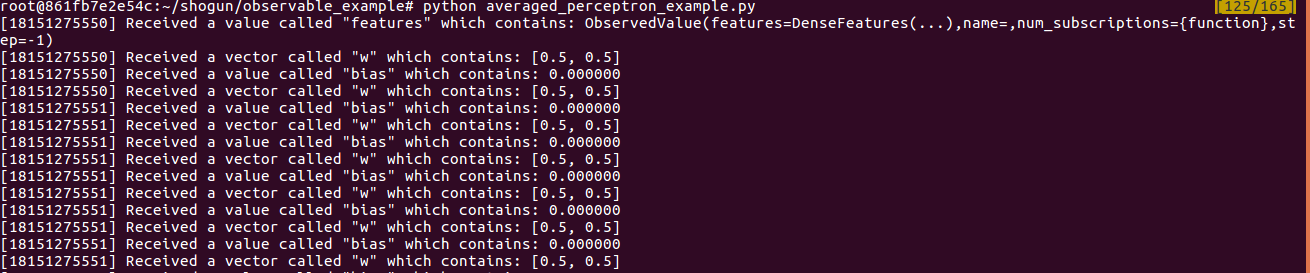 root@861fb7e2e54c:~/shogun/observable_example# python averaged_perceptron_example.py [125/165]
[18151275550] Received a value called "features" which contains: ObservedValue(features=DenseFeatures(...),name=,num_subscriptions={function},st
ep=-1)
[18151275550] Received a vector called "w" which contains: [0.5, 0.5]
[18151275550] Received a value called "bias" which contains: 0.000000
[18151275550] Received a vector called "w" which contains: [0.5, 0.5]
[18151275551] Received a value called "bias" which contains: 0.000000
[18151275551] Received a vector called "w" which contains: [0.5, 0.5]
[18151275551] Received a value called "bias" which contains: 0.000000
[18151275551] Received a vector called "w" which contains: [0.5, 0.5]
[18151275551] Received a value called "bias" which contains: 0.000000
[18151275551] Received a vector called "w" which contains: [0.5, 0.5]
[18151275551] Received a value called "bias" which contains: 0.000000
[18151275551] Received a vector called "w" which contains: [0.5, 0.5]
[18151275551] Received a value called "bias" which contains: 0.000000
[18151275551] Received a vector called "w" which contains: [0.5, 0.5]